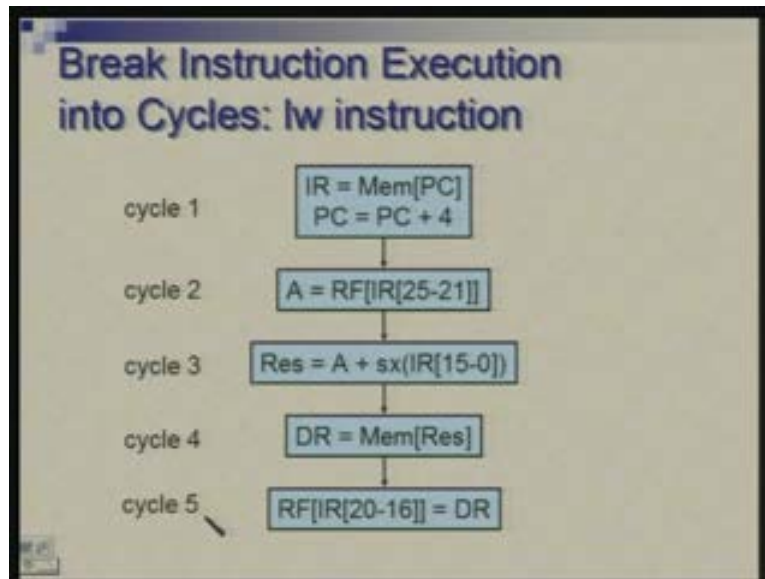 Break Instruction Execution
into Cycles: lw instruction
cycle 1
IR = Mem[PC]
PC = PC + 4
cycle 2
A = RF[IR[25-21]]
cycle 3
Res = A + sx(IR[15-0])
cycle 4
DR = Mem[Res]
cycle 5
RF[IR[20-16]] = DR